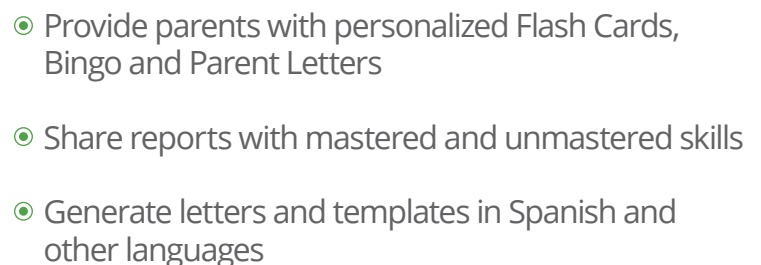 Provide parents with personalized Flash Cards,
Bingo and Parent Letters
Share reports with mastered and unmastered skills
Generate letters and templates in Spanish and
other languages